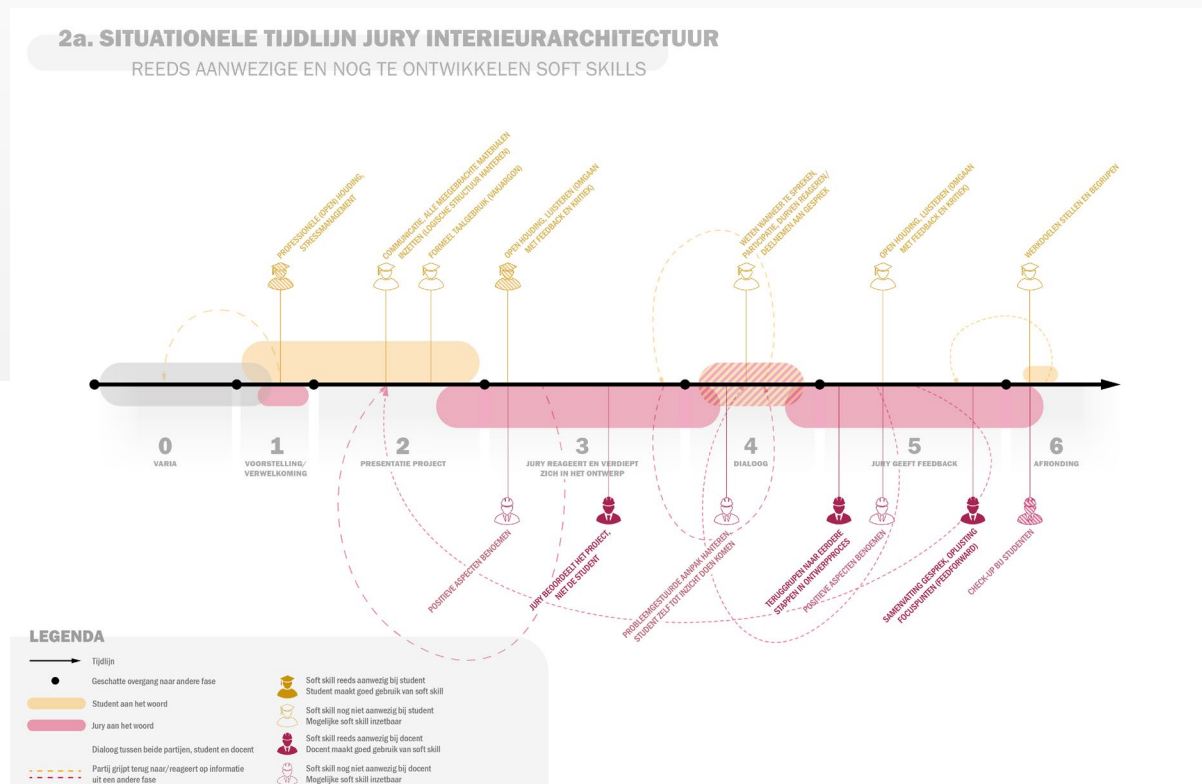 2a. SITUATIONELE TIJDLIJN JURY INTERIEURARCHITECTUUR
REEDS AANWEZIGE EN NOG TE ONTWIKKELEN SOFT SKILLS
PROFESSIONELE (OPEN) HOUDING,
STRESSMANAGEMENT
COMMUNICATIE, ALLE MEEGEBRACHTE MATERIALEN
INZETTEN (LOGISCHE STRUCTUUR HANTEREN)
FORMEEL TAALGEBRUIK (VAKJARGON)
OPEN HOUDING, LUISTEREN (OMGAAN
MET FEEDBACK EN KRITIEK)
WETEN WANNEER TE SPREKEN,
PARTICIPATIE, DURVEN REAGEREN/
DEELNEMEN AAN GESPREK
OPEN HOUDING, LUISTEREN (OMGAAN
MET FEEDBACK EN KRITIEK)
WERKDOELEN STELLEN EN BEGRIJPEN
0
VARIA
1
VOORSTELLING/
VERWELKOMING
2
PRESENTATIE PROJECT
3
JURY REAGEERT EN VERDIEPT
ZICH IN HET ONTWERP
4
DIALOOG
5
JURY GEEFT FEEDBACK
6
AFRONDING
POSITIEVE ASPECTEN BENOEMEN
JURY BEOORDEELT HET PROJECT,
NIET DE STUDENT
PROBLEEMGESTUURDE AANPAK HANTEREN,
STUDENT ZELF TOT INZICHT DOEN KOMEN
TERUGGRIJPEN NAAR EERDERE
STAPPEN IN ONTWERPPROCES
POSITIEVE ASPECTEN BENOEMEN
SAMENVATTING GESPREK, OPLIJSTING
FOCUSPUNTEN (FEEDFORWARD)
CHECK-UP BIJ STUDENTEN
LEGENDA
Tijdlijn
Geschatte overgang naar andere fase
Student aan het woord
Jury aan het woord
Dialoog tussen beide partijen, student en docent
Partij grijpt terug naar/reageert op informatie
uit een andere fase
Soft skill reeds aanwezig bij student
Student maakt goed gebruik van soft skill
Soft skill nog niet aanwezig bij student
Mogelijke soft skill inzetbaar
Soft skill reeds aanwezig bij docent
Docent maakt goed gebruik van soft skill
Soft skill nog niet aanwezig bij docent
Mogelijke soft skill inzetbaar